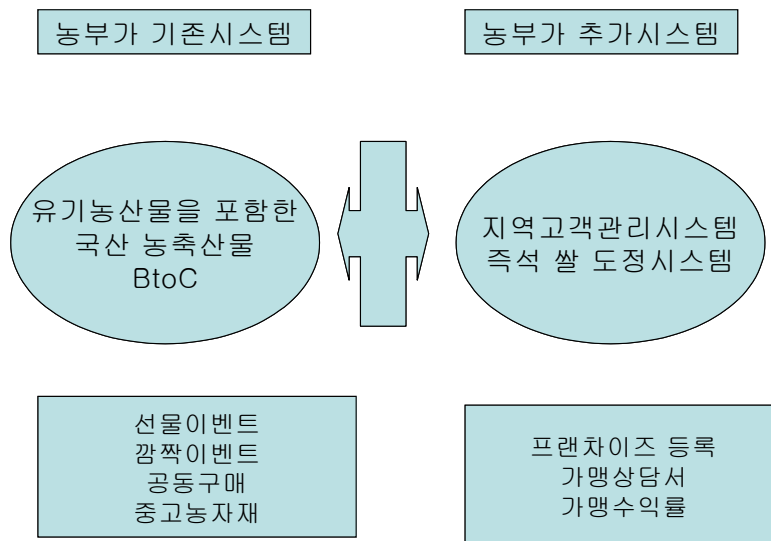 농부가 기존시스템
농부가 추가시스템
유기농산물을 포함한
국산 농축산물
BtoC
지역고객관리시스템
즉석 쌀 도정시스템
선물이벤트
깜짝이벤트
공동구매
중고농자재
프랜차이즈 등록
가맹상담서
가맹수익률